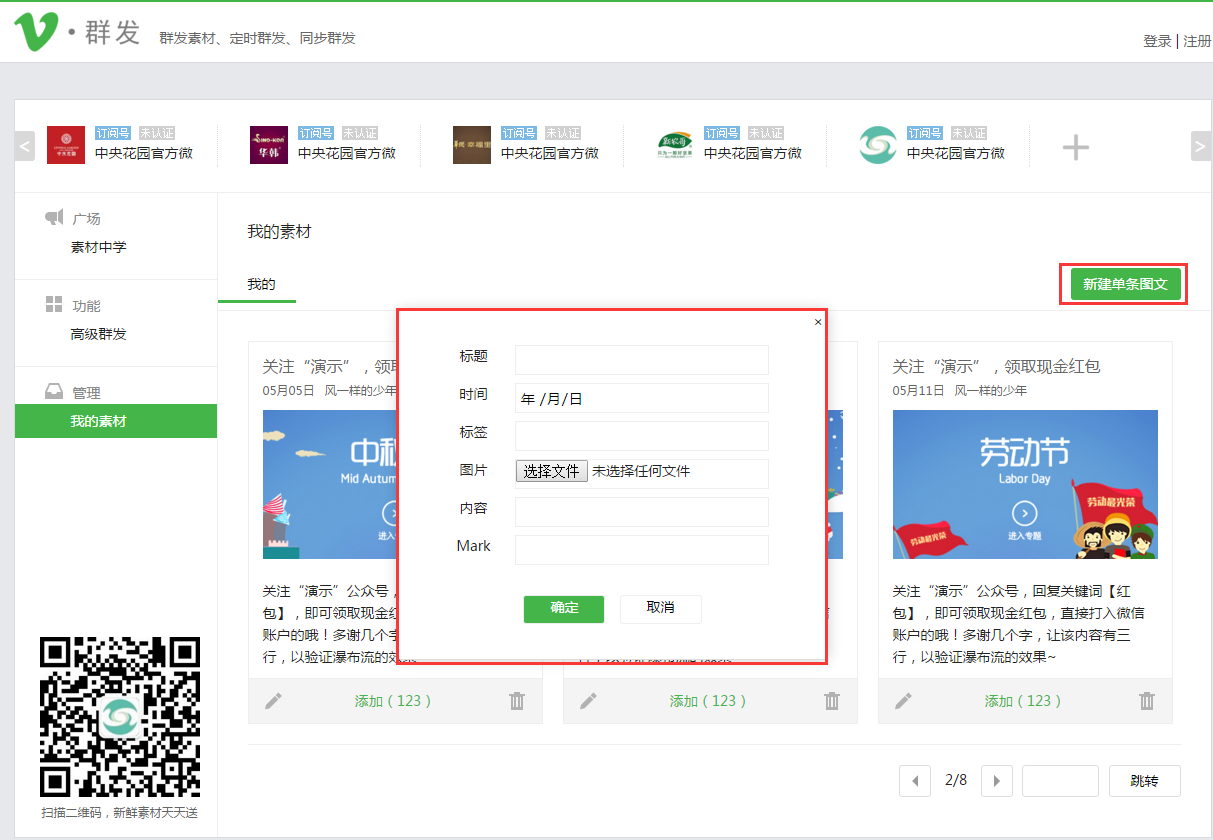 · 群发
群发素材、定时群发、同步群发
登录 | 注册
<
订阅号 未认证
中央花园官方微
订阅号 未认证
中央花园官方微
订阅号 未认证
中央花园官方微
订阅号 未认证
中央花园官方微
订阅号 未认证
中央花园官方微
+
>
广场
素材中学
功能
高级群发
管理
我的素材
扫描二维码，新鲜素材天天送
我的素材
我的
新建单条图文
×
标题
时间
年 /月/日
标签
图片
选择文件 未选择任何文件
内容
Mark
确定
取消
关注“演示”，领取
05月05日 风一样的少年
中秋
Mid Autum
进入
关注“演示”公众号，
包】，即可领取现金红
账户的哦！多谢几个字
行，以验证瀑布流的效果~
添加（123）
添加（123）
关注“演示”，领取现金红包
05月11日 风一样的少年
劳动节
Labor Day
进入专题
劳动最光荣
劳动最光荣
关注“演示”公众号，回复关键词【红
包】，即可领取现金红包，直接打入微信
账户的哦！多谢几个字，让该内容有三
行，以验证瀑布流的效果~
添加（123）
2/8
跳转